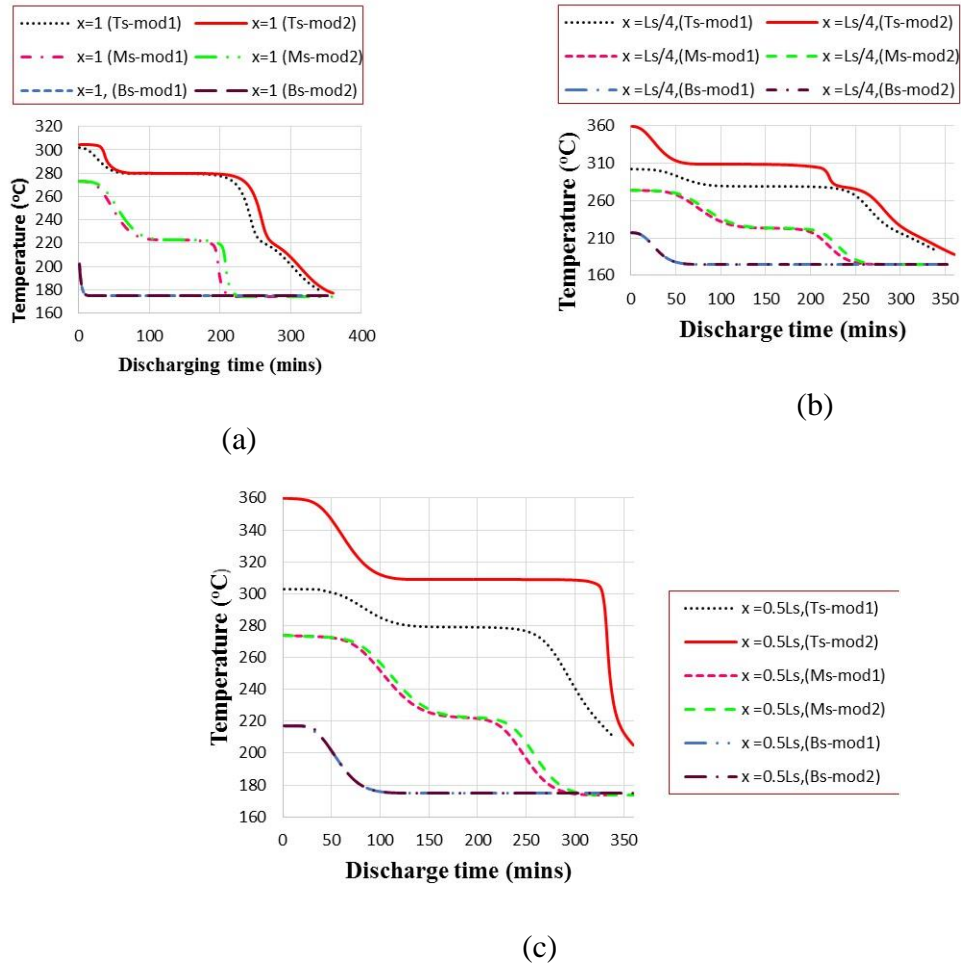 x=1 (Ts-mod1) x=1 (Ts-mod2)
x=1 (Ms-mod1) x=1 (Ms-mod2)
x=1, (Bs-mod1) x=1 (Bs-mod2)
320
300
280
260
240
220
200
180
160
Temperature (°C)
0 100 200 300 400
Discharging time (mins)
(a)
x =Ls/4,(Ts-mod1) x =Ls/4,(Ts-mod2)
x =Ls/4,(Ms-mod1) x =Ls/4,(Ms-mod2)
x =Ls/4,(Bs-mod1) x =Ls/4,(Bs-mod2)
360
310
260
210
160
Temperature (°C)
0 50 100 150 200 250 300 350
Discharge time (mins)
(b)
360
340
320
300
280
260
240
220
200
180
160
Temperature (°C)
0 50 100 150 200 250 300 350
Discharge time (mins)
x =0.5Ls,(Ts-mod1)
x =0.5Ls,(Ts-mod2)
x =0.5Ls,(Ms-mod1)
x =0.5Ls,(Ms-mod2)
x =0.5Ls,(Bs-mod1)
x =0.5Ls,(Bs-mod2)
(c)